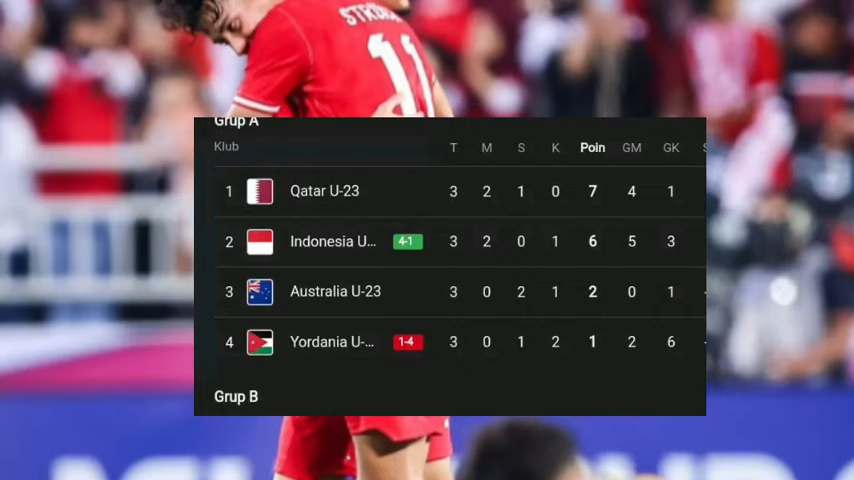 11
Grup A
Klub T M S K Poin GM GK
1 Qatar U-23 3 2 1 0 7 4 1
2 Indonesia U... 4-1 3 2 0 1 6 5 3
3 Australia U-23 3 0 2 1 2 0 1
4 Yordania U-... 1-4 3 0 1 2 1 2 6
Grup B